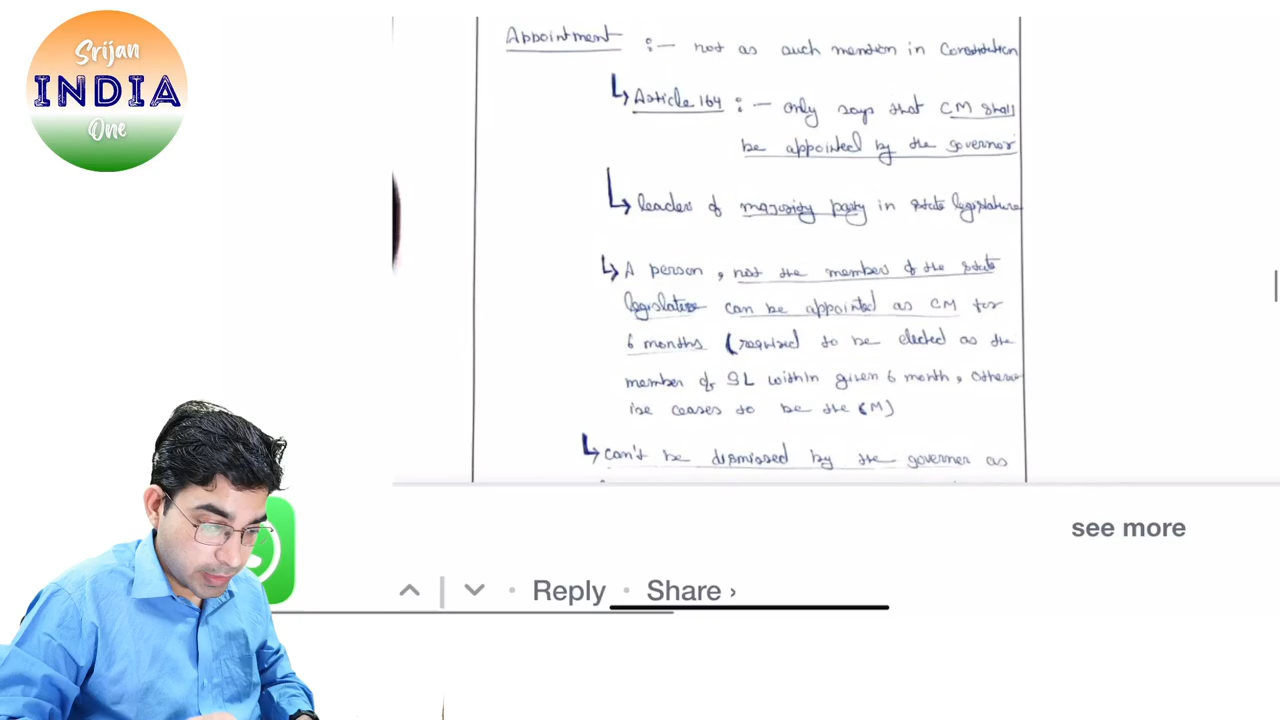 Srijan
INDIA
One
Appointment :- not as such mention in Constitution
Article 164 :- only says that CM shall
be appointed by the governor
leader of majority party in state legislature
A person, not the member of the state
legislature can be appointed as CM for
6 months (required to be elected as the
member of SL within given 6 month, other
ise ceases to be the CM)
can't be dismissed by the governer as
see more
Reply · Share ›